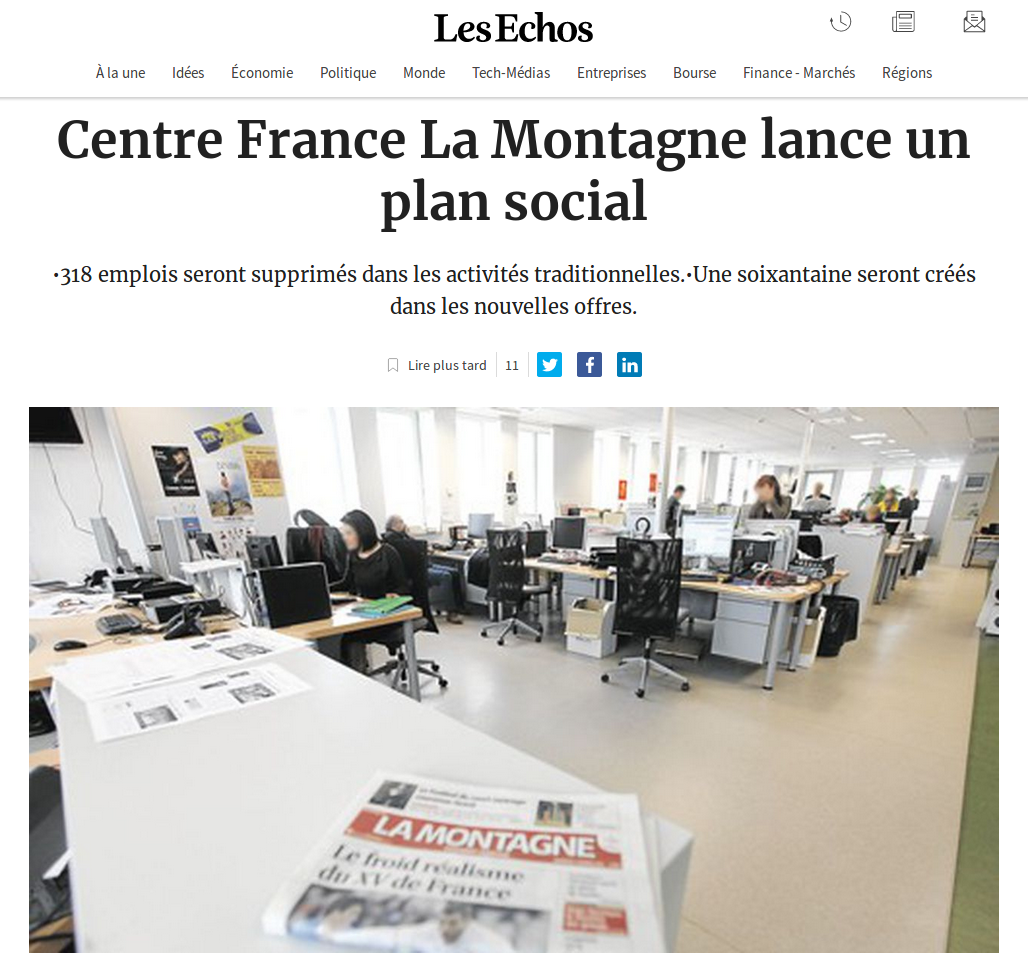 Les Echos
À la une Idées Économie Politique Monde Tech-Médias Entreprises Bourse Finance - Marchés Régions
Centre France La Montagne lance un
plan social
•318 emplois seront supprimés dans les activités traditionnelles.•Une soixantaine seront créés
dans les nouvelles offres.
Lire plus tard 11
LA MONTAGNE
Le froid réalisme
du XV de France